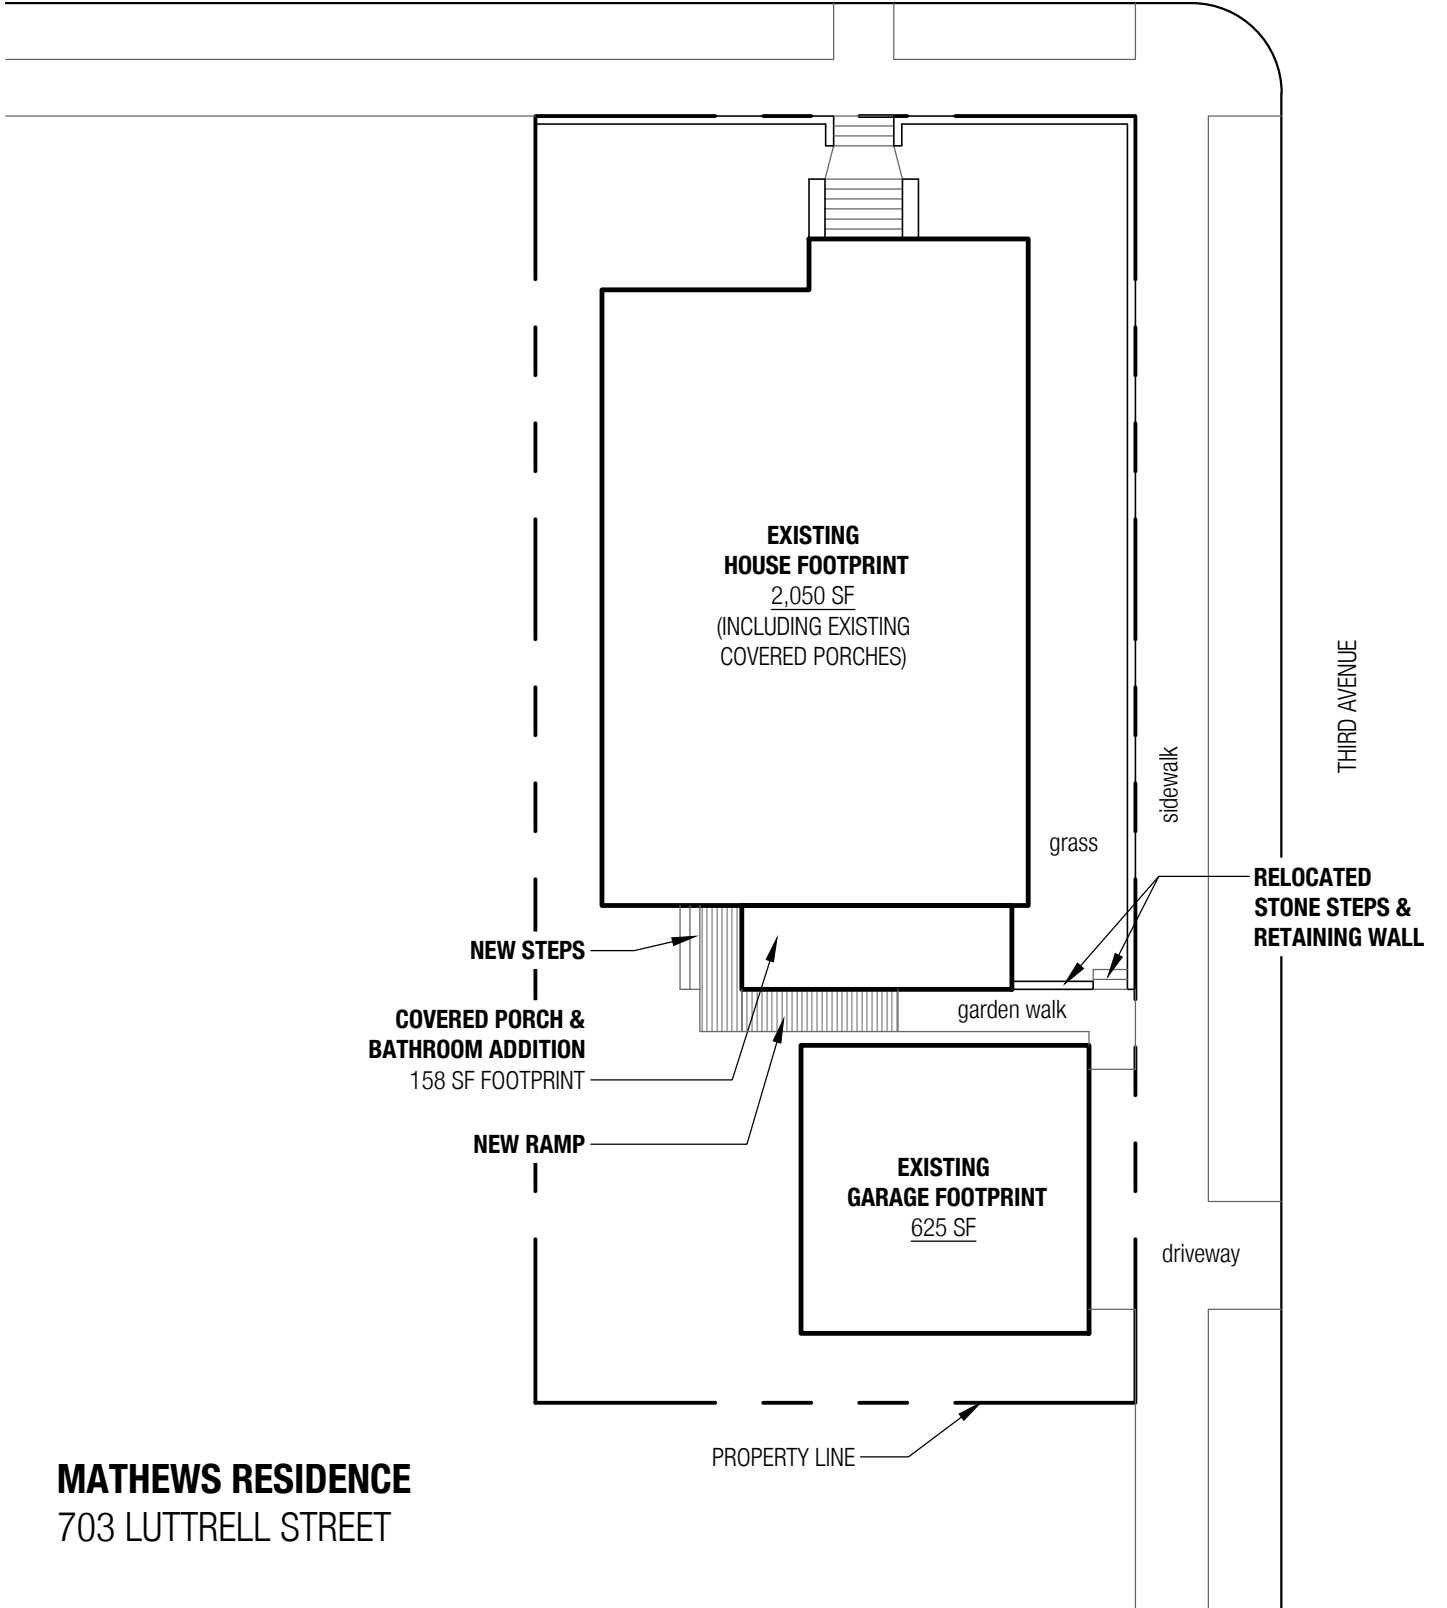 EXISTING
HOUSE FOOTPRINT
2,050 SF
(INCLUDING EXISTING
COVERED PORCHES)
THIRD AVENUE
sidewalk
grass
RELOCATED
STONE STEPS &
RETAINING WALL
NEW STEPS
garden walk
COVERED PORCH &
BATHROOM ADDITION
158 SF FOOTPRINT
NEW RAMP
EXISTING
GARAGE FOOTPRINT
625 SF
driveway
PROPERTY LINE
MATHEWS RESIDENCE
703 LUTTRELL STREET